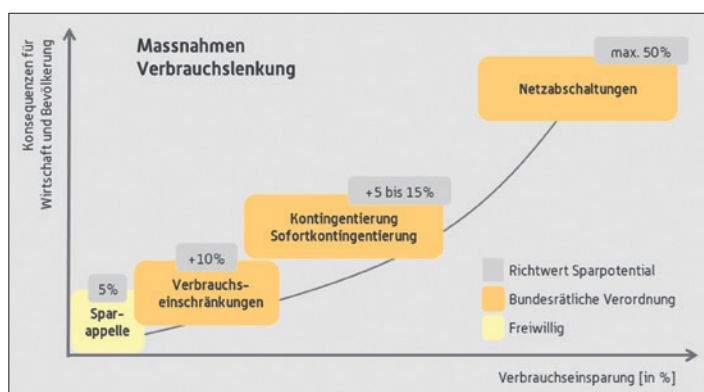 Konsequenzen für
Wirtschaft und Bevölkerung
Massnahmen
Verbrauchslenkung
max. 50%
Netzabschaltungen
+5 bis 15%
Kontingentierung
Sofortkontingentierung
+10%
Verbrauchs-
einschränkungen
5%
Spar-
appelle
Richtwert Sparpotential
Bundesrätliche Verordnung
Freiwillig
Verbrauchseinsparung [in %]